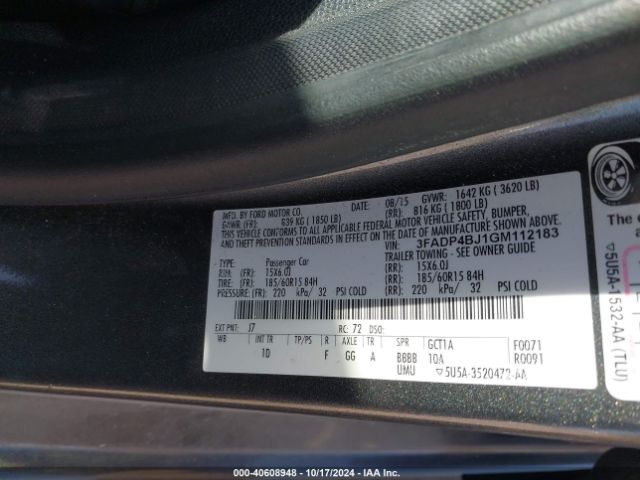 MFD. BY FORD MOTOR CO. DATE: 08/15 GVWR: 1642 KG ( 3620 LB)
GAWR: (FR) 839 KG ( 1850 LB) (RR) 816 KG ( 1800 LB)
THIS VEHICLE CONFORMS TO ALL APPLICABLE FEDERAL MOTOR VEHICLE SAFETY, BUMPER,
AND THEFT PREVENTION STANDARDS IN EFFECT ON THE DATE OF MANUFACTURE SHOWN ABOVE.
VIN: 3FADP4BJ1GM112183
TYPE: Passenger Car TRAILER TOWING - SEE OWNER GUIDE
RIM: 15X6.0J 15X6.0J
TIRE: 185/60R15 84H 185/60R15 84H
PRESSURE: (FR) 220 kPa/ 32 PSI COLD (RR) 220 kPa/ 32 PSI COLD
EXT PNT: J7 RC: 72 DSO:
WB INT TR TP/PS R AXLE TR SPR GCT1A F0071
1D F GG A BBBB 10A R0091
UMU ▽5U5A-3520472-AA
The s
are
▽5U5A-1532-AA (TLU)
000-40608948 - 10/17/2024 - IAA Inc.